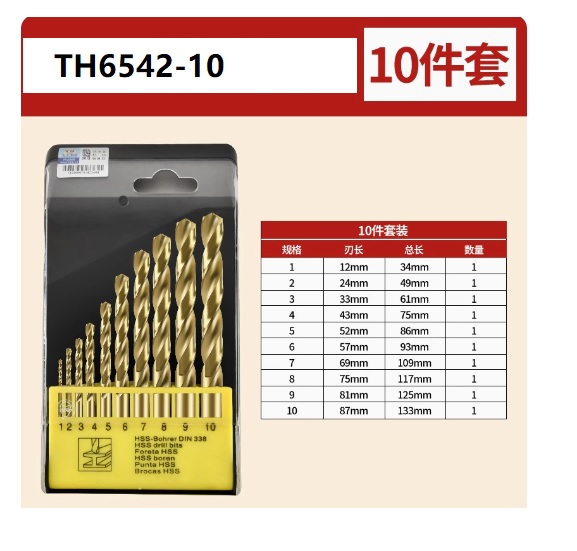 TH6542-10
10件套
10件套装
规格 刃长 总长 数量
1 12mm 34mm 1
2 24mm 49mm 1
3 33mm 61mm 1
4 43mm 75mm 1
5 52mm 86mm 1
6 57mm 93mm 1
7 69mm 109mm 1
8 75mm 117mm 1
9 81mm 125mm 1
10 87mm 133mm 1
1 2 3 4 5 6 7 8 9 10
HSS-Bohrer DIN 338
HSS drill bits
Foreta HSS
HSS boren
Punta HSS
Brocas HSS